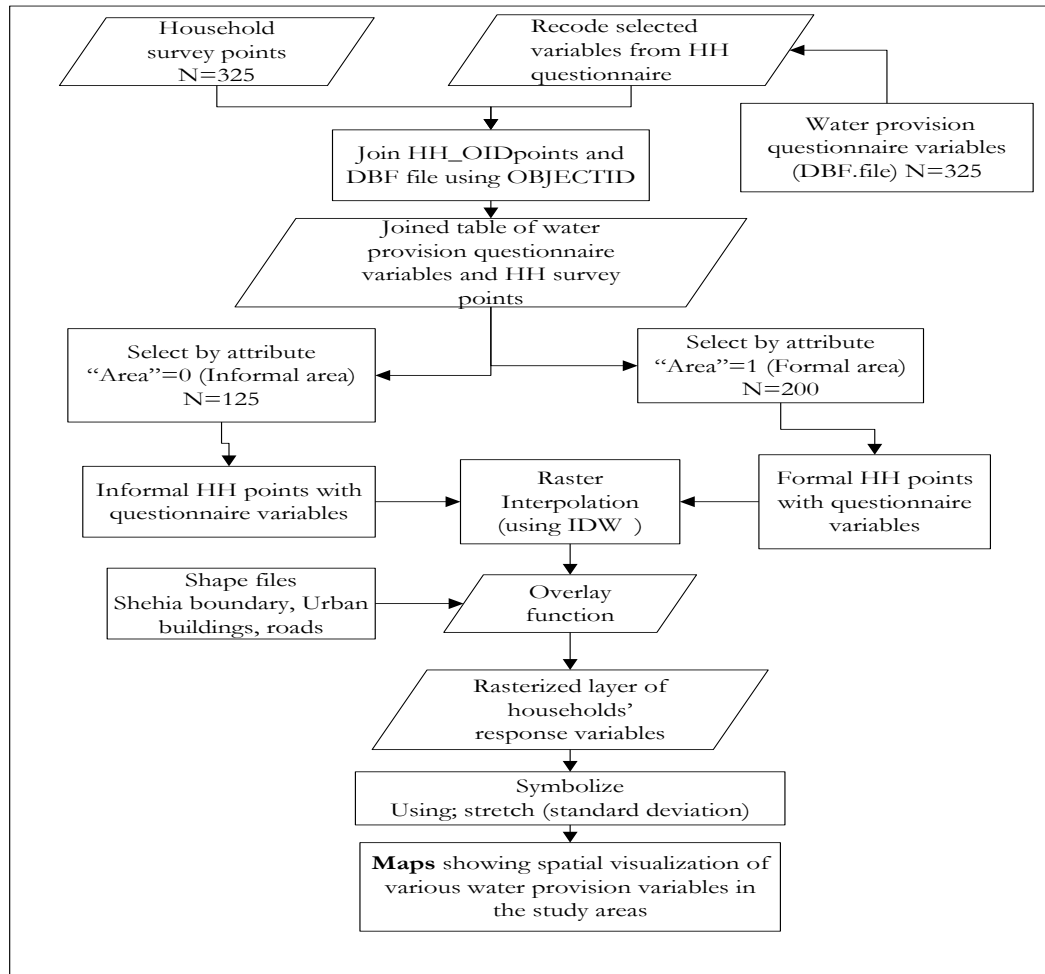 Household
survey points
N=325
Recode selected
variables from HH
questionnaire
Water provision
questionnaire variables
(DBF.file) N=325
Join HH_OIDpoints and
DBF file using OBJECTID
Joined table of water
provision questionnaire
variables and HH survey
points
Select by attribute
“Area”=0 (Informal area)
N=125
Select by attribute
“Area”=1 (Formal area)
N=200
Informal HH points with
questionnaire variables
Raster
Interpolation
(using IDW )
Formal HH points
with questionnaire
variables
Shape files
Shehia boundary, Urban
buildings, roads
Overlay
function
Rasterized layer of
households’
response variables
Symbolize
Using; stretch (standard deviation)
Maps showing spatial visualization of
various water provision variables in
the study areas